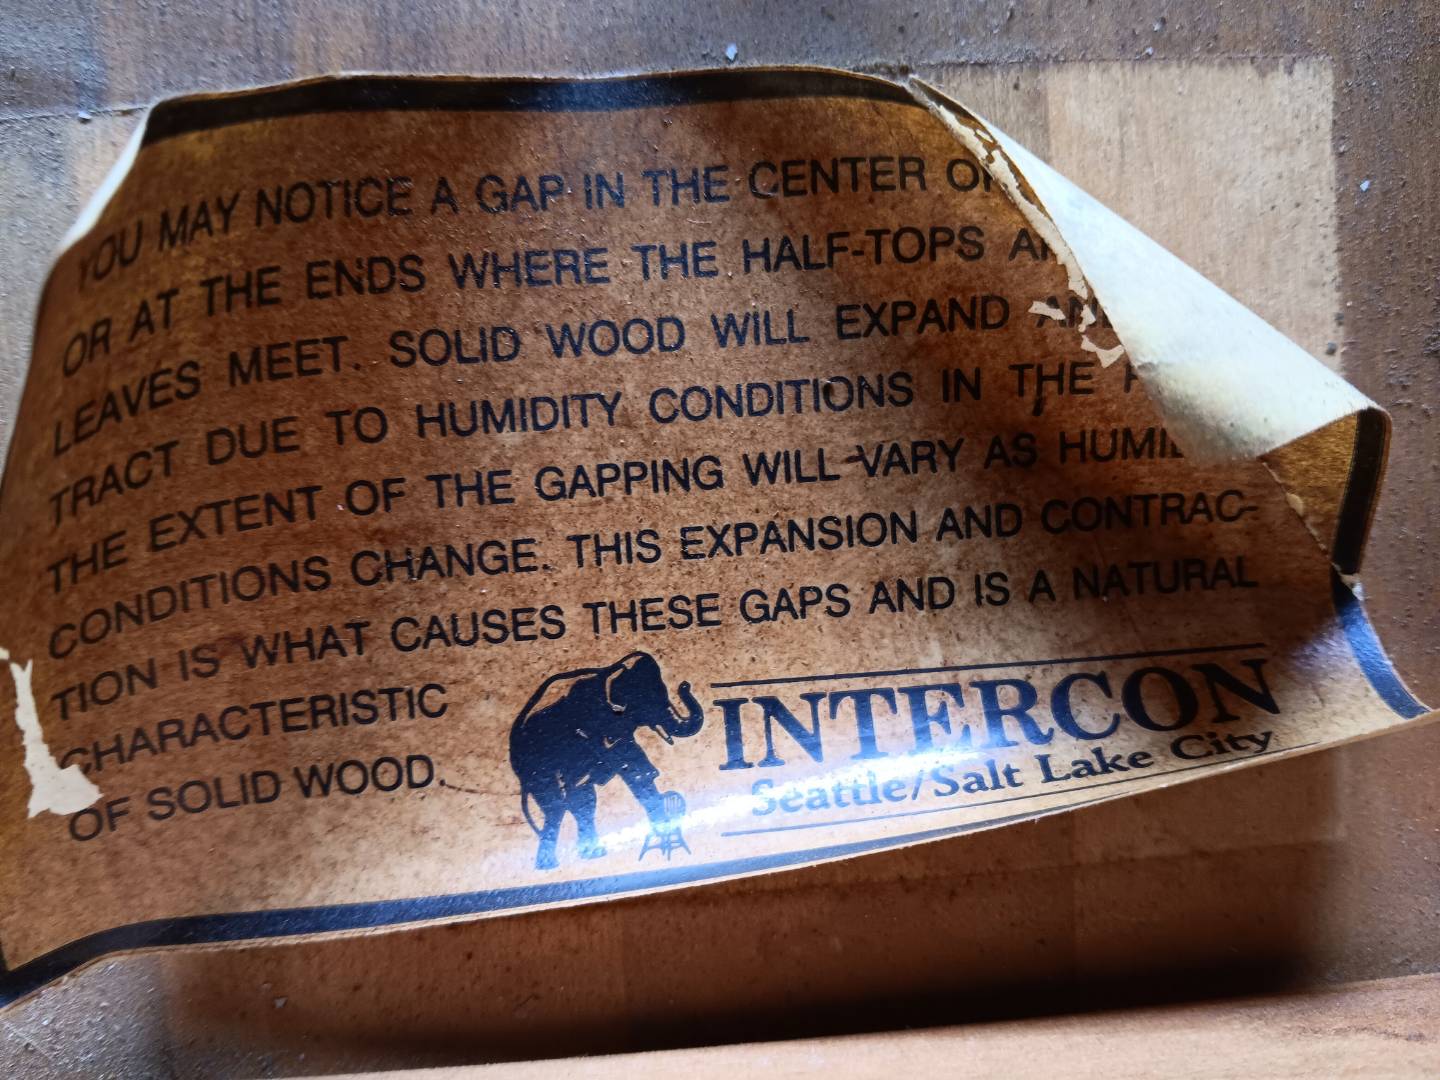 YOU MAY NOTICE A GAP IN THE CENTER
OR AT THE ENDS WHERE THE HALF-TOPS
LEAVES MEET. SOLID WOOD WILL EXPAND AND
TRACT DUE TO HUMIDITY CONDITIONS IN THE
THE EXTENT OF THE GAPPING WILL VARY AS
CONDITIONS CHANGE. THIS EXPANSION AND CONTRAC-
TION IS WHAT CAUSES THESE GAPS AND IS A NATURAL
CHARACTERISTIC
OF SOLID WOOD.
INTERCON
Seattle/Salt Lake City